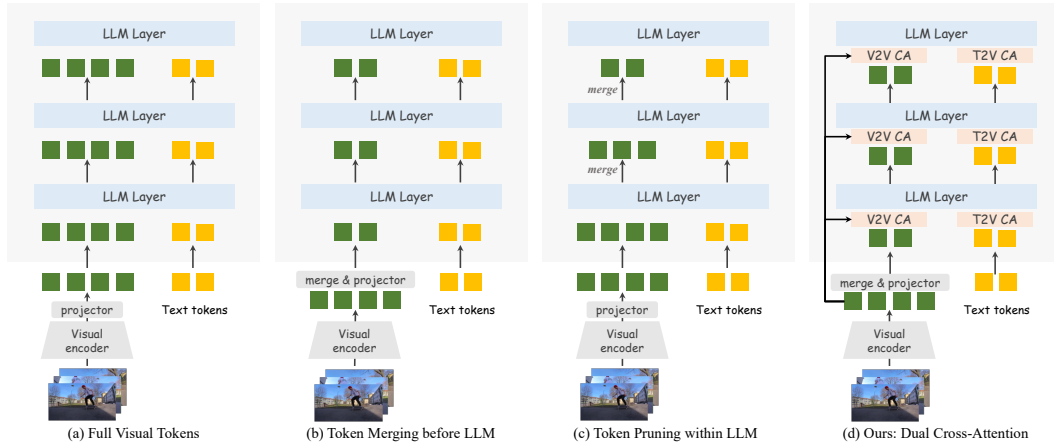 LLM Layer
LLM Layer
LLM Layer
projector
Text tokens
Visual
encoder
(a) Full Visual Tokens
LLM Layer
LLM Layer
LLM Layer
merge & projector
Text tokens
Visual
encoder
(b) Token Merging before LLM
LLM Layer
merge
LLM Layer
merge
LLM Layer
projector
Text tokens
Visual
encoder
(c) Token Pruning within LLM
LLM Layer
V2V CA T2V CA
LLM Layer
V2V CA T2V CA
LLM Layer
V2V CA T2V CA
merge & projector
Text tokens
Visual
encoder
(d) Ours: Dual Cross-Attention